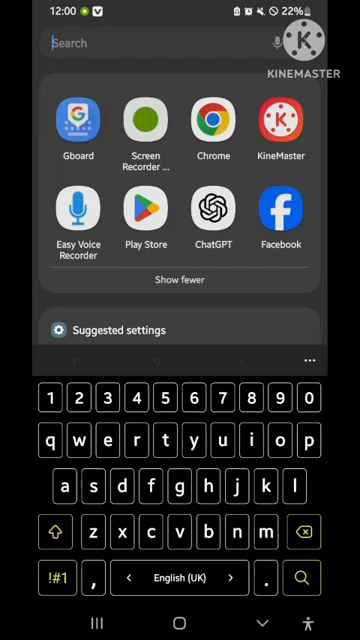 12:00
22%
Search
KINEMASTER
Gboard
Screen
Recorder ...
Chrome
KineMaster
Easy Voice
Recorder
Play Store
ChatGPT
Facebook
Show fewer
Suggested settings
1 2 3 4 5 6 7 8 9 0
q w e r t y u i o p
a s d f g h j k l
z x c v b n m
!#1 , < English (UK) > .